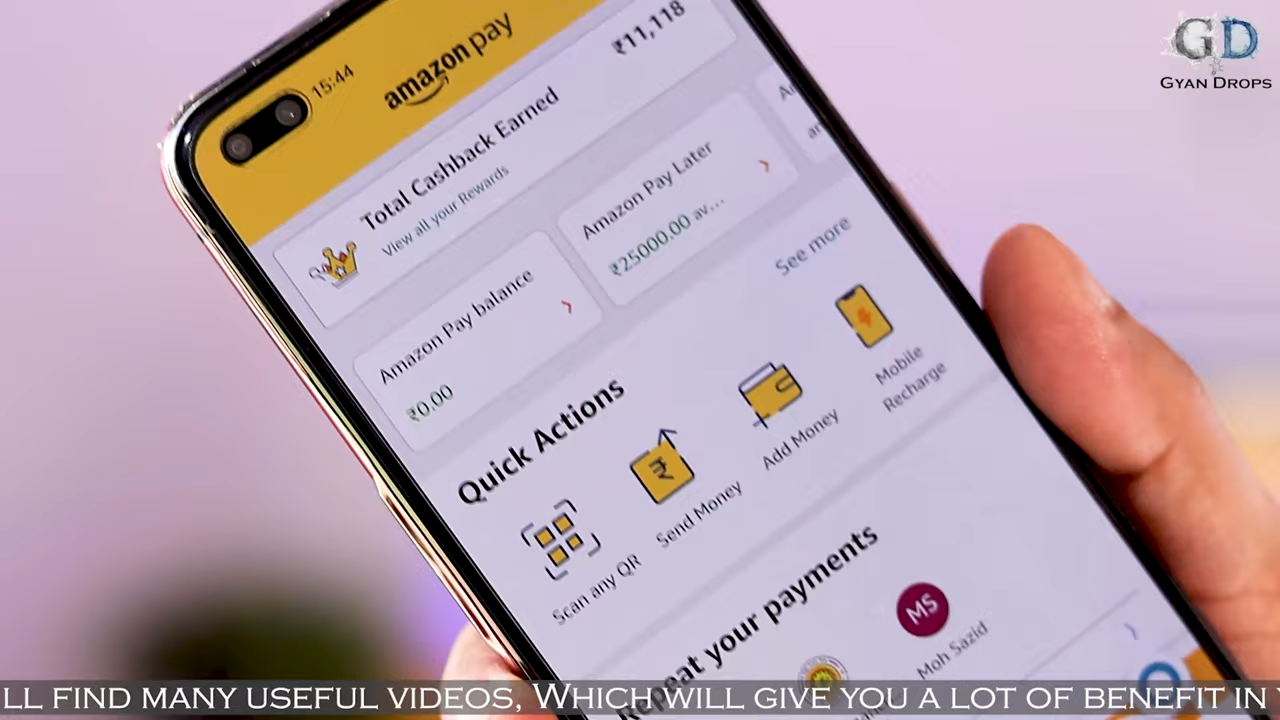 GD
GYAN DROPS
15:44
amazon pay
Total Cashback Earned
₹11,118
View all your Rewards
Amazon Pay balance
₹0.00
Amazon Pay Later
₹25000.00 av...
See more
Quick Actions
Scan any QR
Send Money
Add Money
Mobile
Recharge
Repeat your payments
MS
Moh Sazid
LL FIND MANY USEFUL VIDEOS, WHICH WILL GIVE YOU A LOT OF BENEFIT IN Y